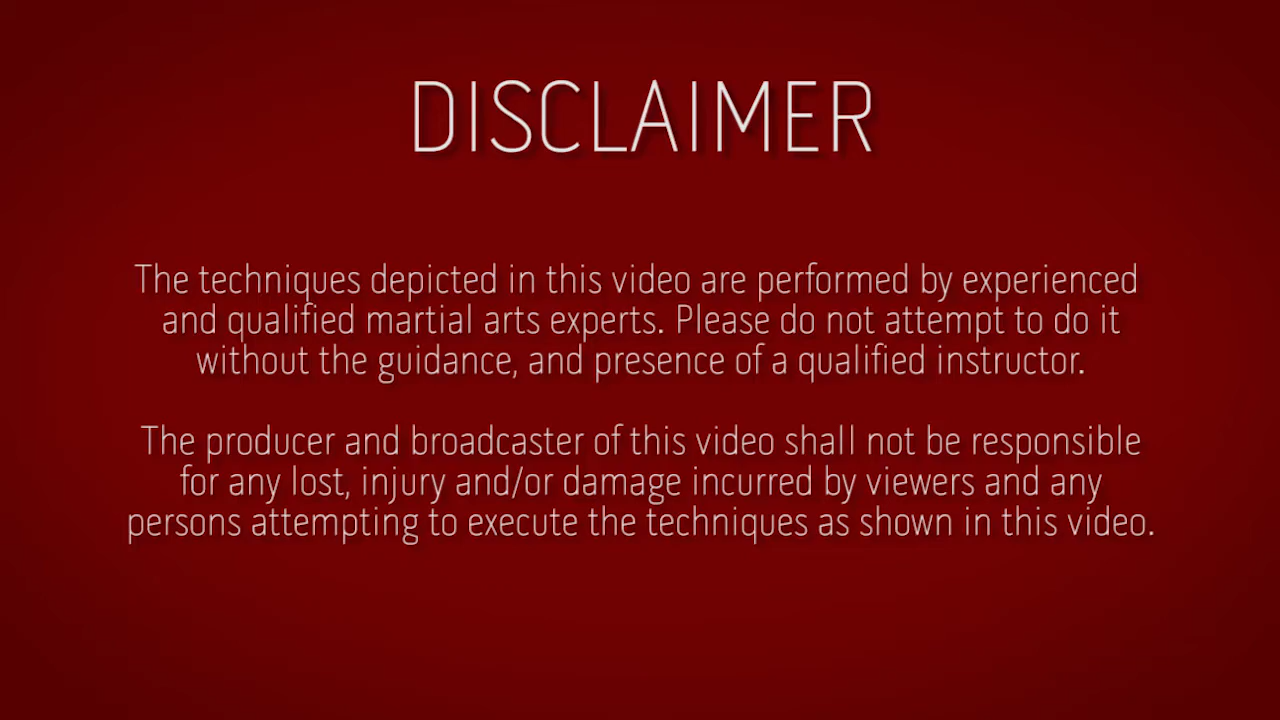 DISCLAIMER
The techniques depicted in this video are performed by experienced
and qualified martial arts experts. Please do not attempt to do it
without the guidance, and presence of a qualified instructor.
The producer and broadcaster of this video shall not be responsible
for any lost, injury and/or damage incurred by viewers and any
persons attempting to execute the techniques as shown in this video.